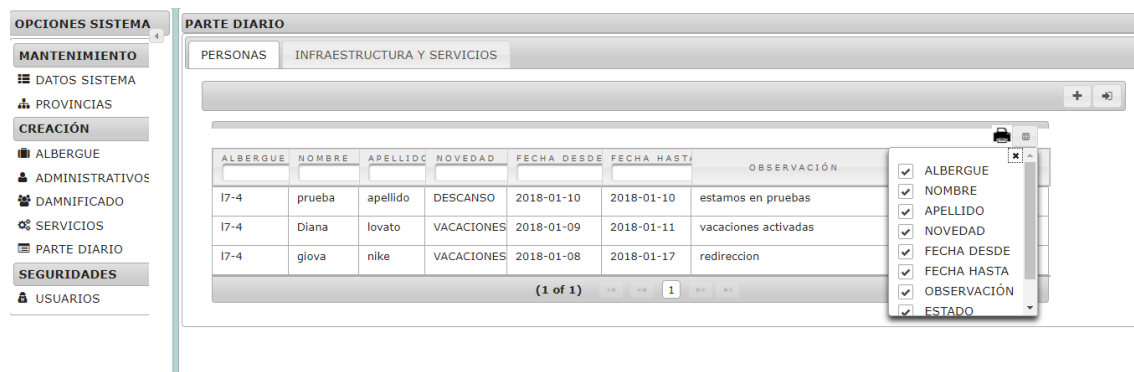 OPCIONES SISTEMA
MANTENIMIENTO
DATOS SISTEMA
PROVINCIAS
CREACIÓN
ALBERGUE
ADMINISTRATIVOS
DAMNIFICADO
SERVICIOS
PARTE DIARIO
SEGURIDADES
USUARIOS
PARTE DIARIO
PERSONAS INFRAESTRUCTURA Y SERVICIOS
ALBERGUE NOMBRE APELLIDO NOVEDAD FECHA DESDE FECHA HASTA OBSERVACIÓN
l7-4 prueba apellido DESCANSO 2018-01-10 2018-01-10 estamos en pruebas
l7-4 Diana lovato VACACIONES 2018-01-09 2018-01-11 vacaciones activadas
l7-4 giova nike VACACIONES 2018-01-08 2018-01-17 redireccion
(1 of 1) 1
ALBERGUE
NOMBRE
APELLIDO
NOVEDAD
FECHA DESDE
FECHA HASTA
OBSERVACIÓN
ESTADO